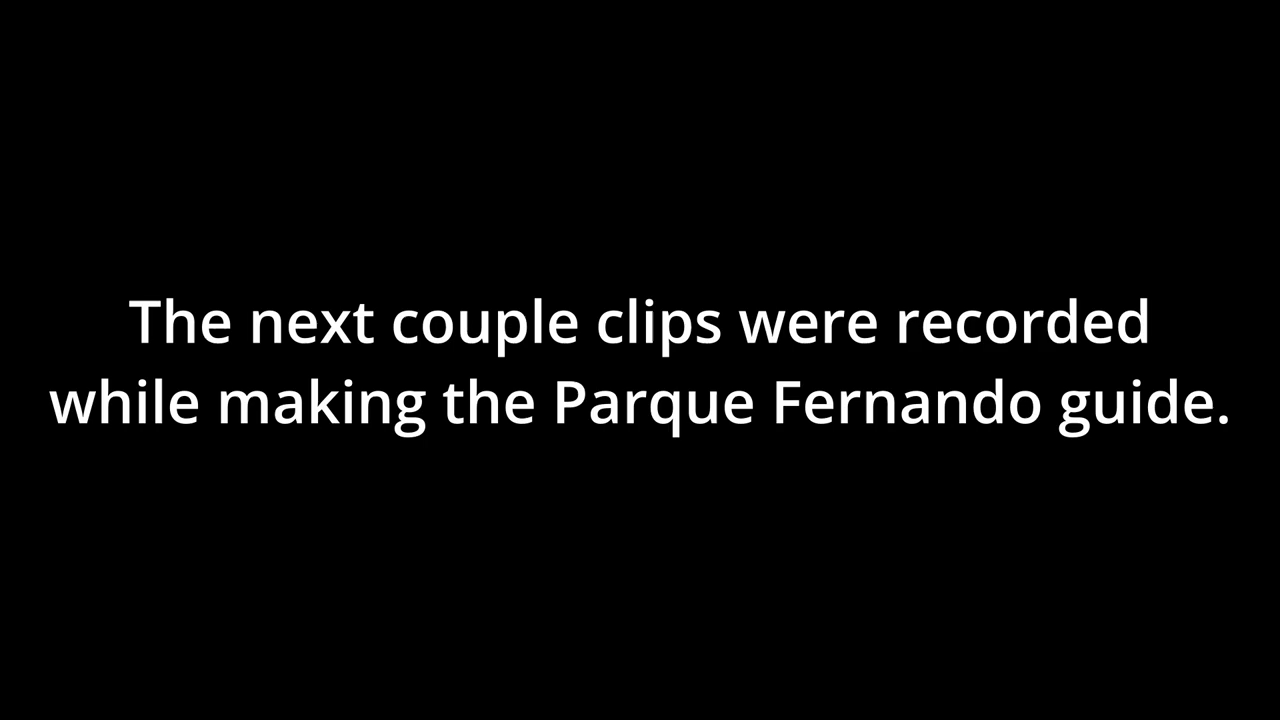 The next couple clips were recorded
while making the Parque Fernando guide.